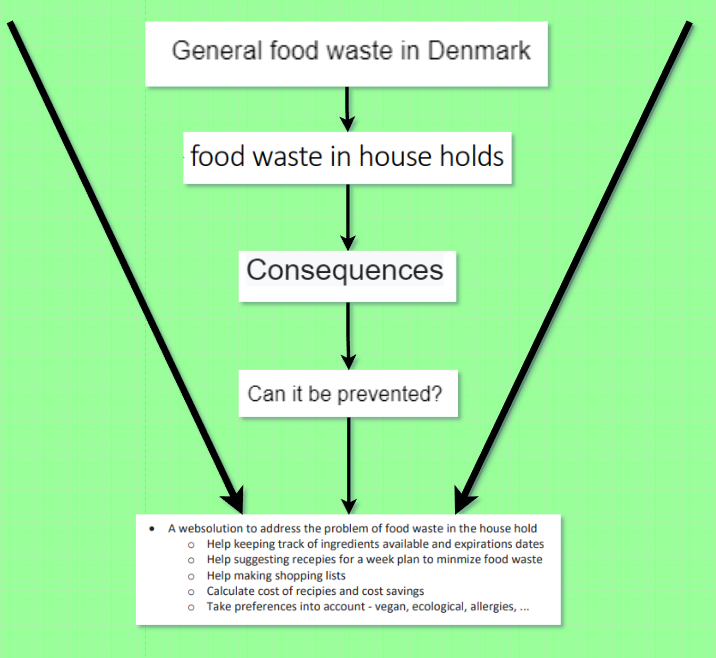 General food waste in Denmark
food waste in house holds
Consequences
Can it be prevented?
• A websolution to address the problem of food waste in the house hold
o Help keeping track of ingredients available and expirations dates
o Help suggesting recepies for a week plan to minmize food waste
o Help making shopping lists
o Calculate cost of recipies and cost savings
o Take preferences into account - vegan, ecological, allergies, ...